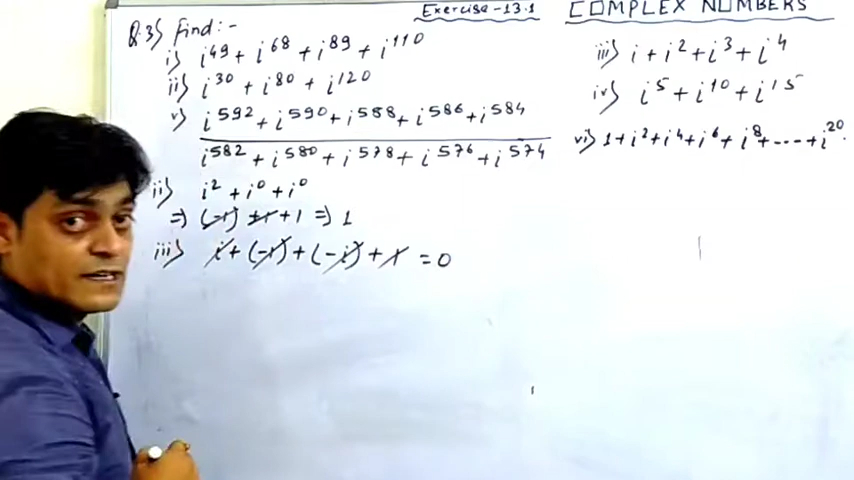 Exercise-13.1
COMPLEX NUMBERS
Q.3) Find:-
i) i^49 + i^68 + i^89 + i^110
ii) i^30 + i^80 + i^120
v) i^592 + i^590 + i^588 + i^586 + i^584
i^582 + i^580 + i^578 + i^576 + i^574
iii) i + i^2 + i^3 + i^4
iv) i^5 + i^10 + i^15
vi) 1 + i^2 + i^4 + i^6 + i^8 + ---- + i^20.
ii) i^2 + i^0 + i^0
⇒ (-1) + 1 + 1 ⇒ 1
iii) i + (-1) + (-i) + 1 = 0